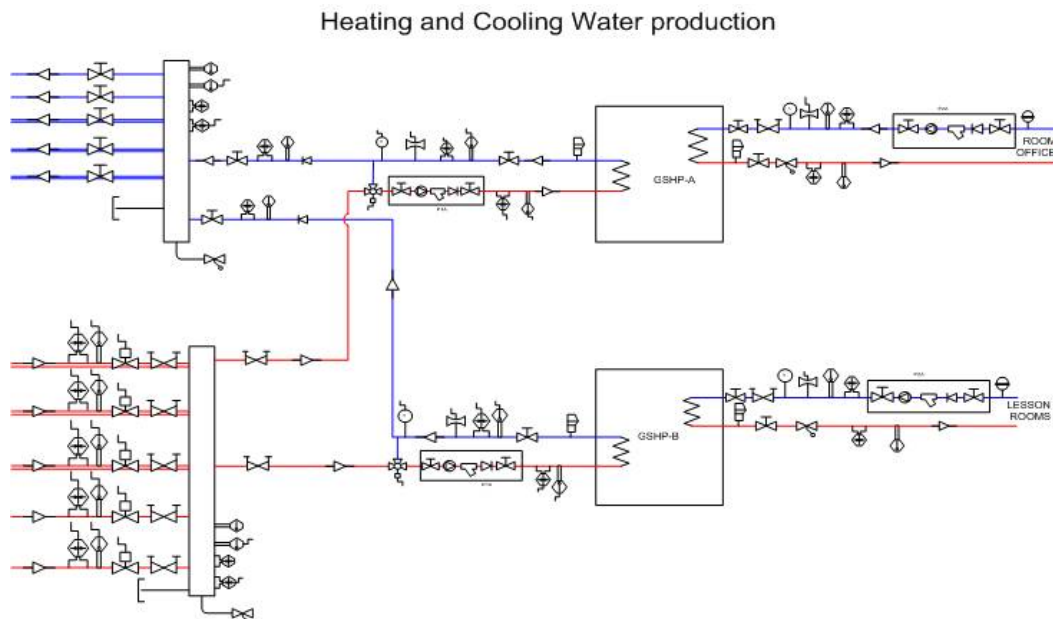 Heating and Cooling Water production
ROOM
OFFICE
GSHP-A
LESSON
ROOMS
GSHP-B